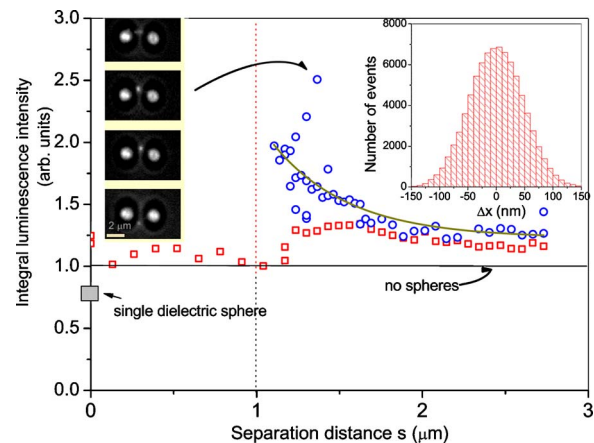 3.0
2.5
2.0
1.5
1.0
0.5
0.0
Integral luminescence intensity
(arb. units)
2 μm
8000
6000
4000
2000
0
Number of events
-150 -100 -50 0 50 100 150
Δx (nm)
no spheres
single dielectric sphere
0 1 2 3
Separation distance s (μm)